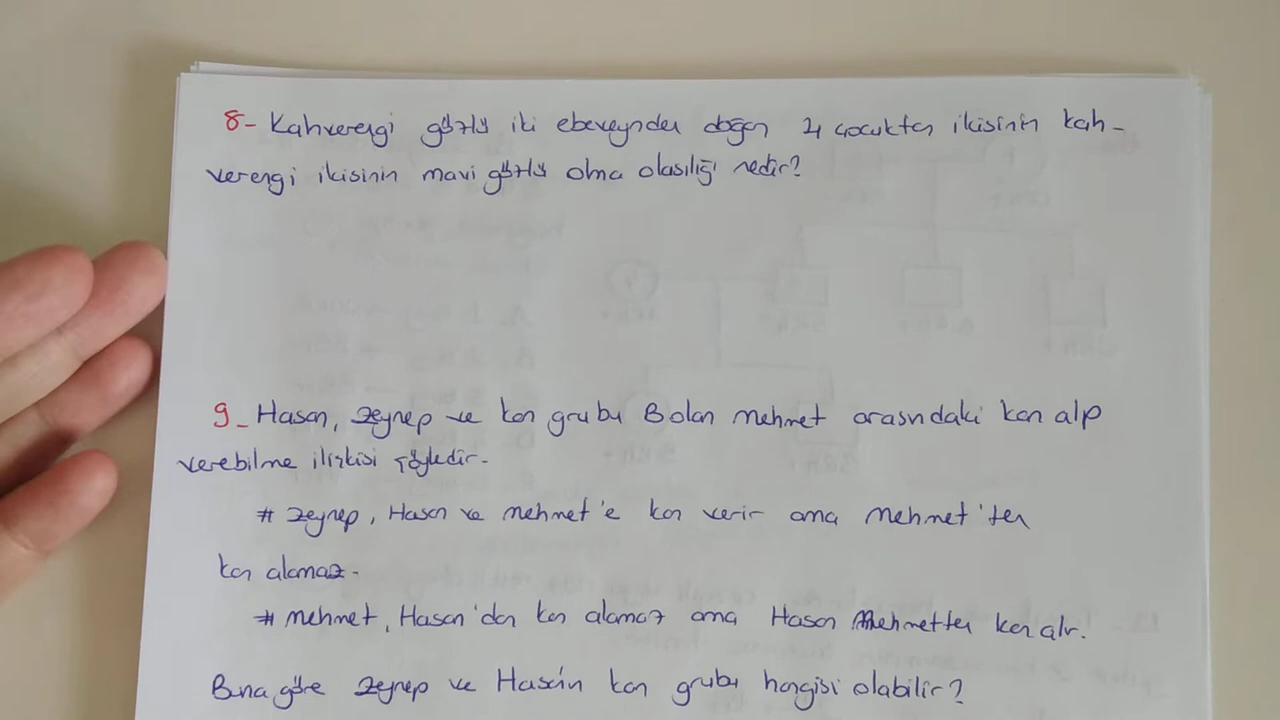 8- Kahverengi gözlü iki ebeveynden doğan 4 çocuktan ikisinin kah-
verengi ikisinin mavi gözlü olma olasılığı nedir?
9- Hasan, Zeynep ve kan grubu B olan mehmet arasındaki kan alıp
verebilme ilişkisi şöyledir.
# Zeynep, Hasan ve mehmet'e kan verir ama mehmet'ten
kan alamaz.
# mehmet, Hasan'dan kan alamaz ama Hasan mehmetten kan alır.
Buna göre Zeynep ve Hasan'ın kan grubu hangisi olabilir?